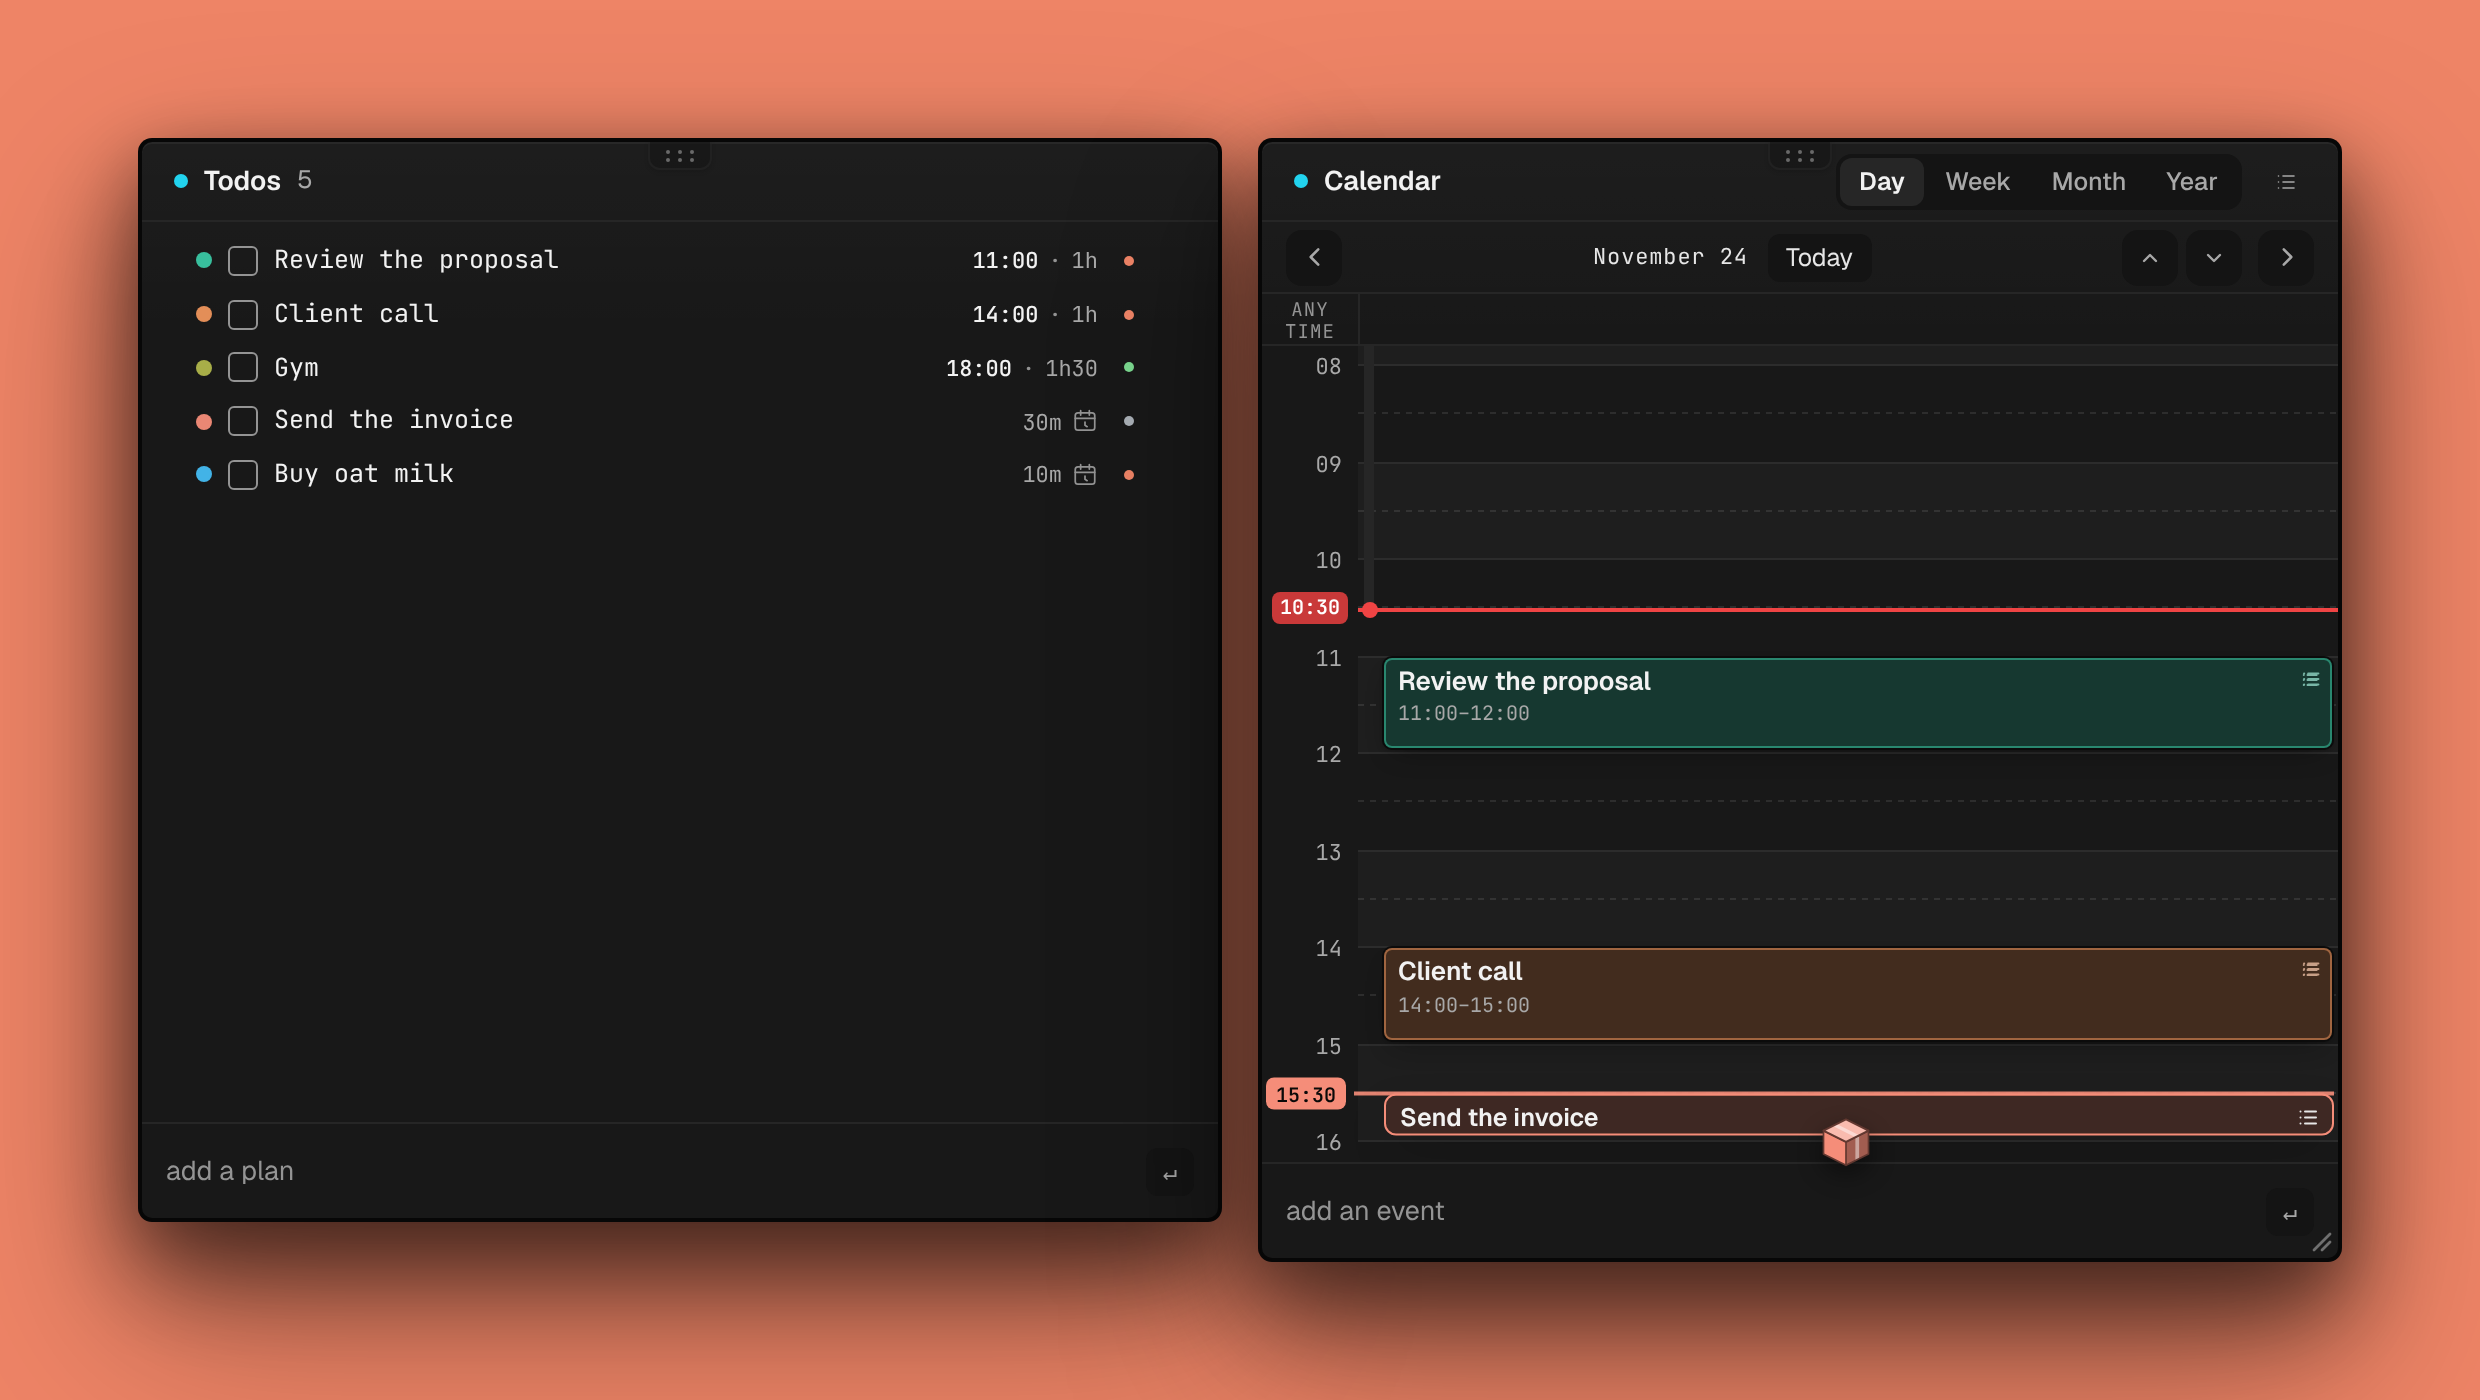 Todos 5
Review the proposal 11:00 · 1h
Client call 14:00 · 1h
Gym 18:00 · 1h30
Send the invoice 30m
Buy oat milk 10m
add a plan
Calendar Day Week Month Year
November 24 Today
ANY
TIME
08
09
10
10:30
11
Review the proposal
11:00–12:00
12
13
14
Client call
14:00–15:00
15
15:30
Send the invoice
16
add an event